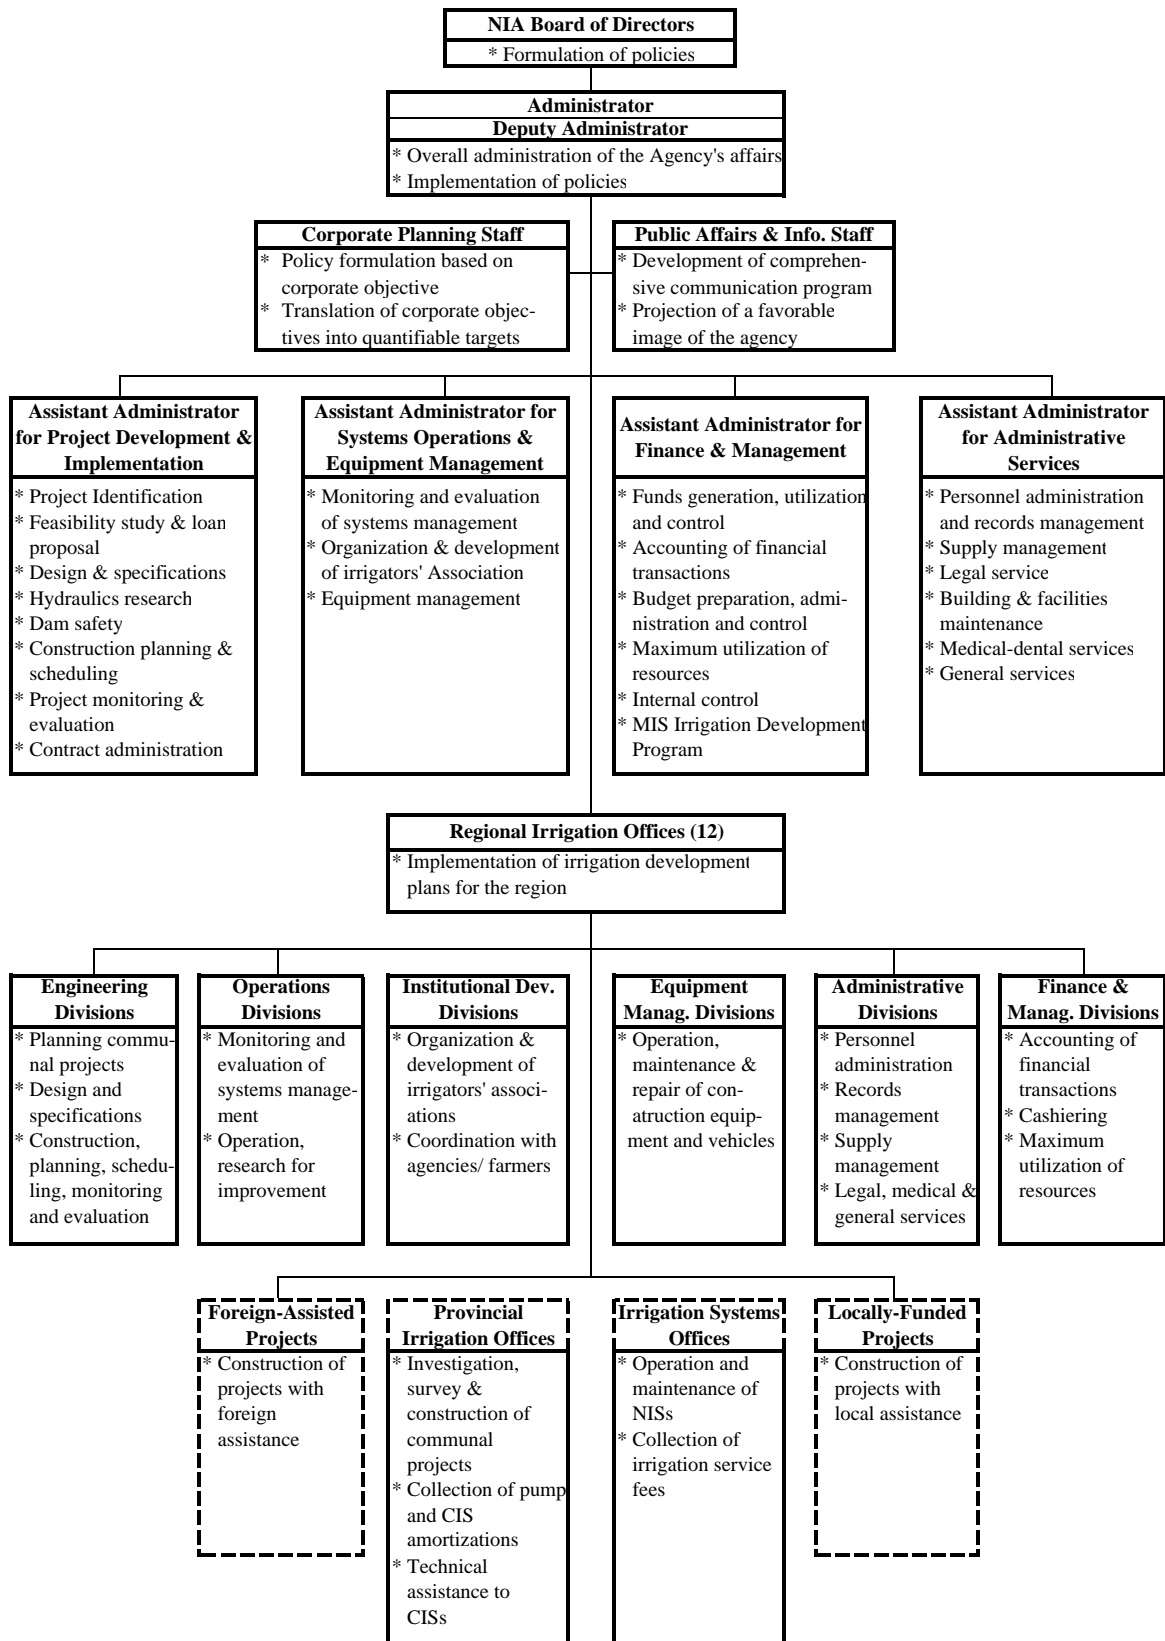 NIA Board of Directors
* Formulation of policies
Administrator
Deputy Administrator
* Overall administration of the Agency's affairs
* Implementation of policies
Corporate Planning Staff
* Policy formulation based on
corporate objective
* Translation of corporate objec-
tives into quantifiable targets
Public Affairs & Info. Staff
* Development of comprehen-
sive communication program
* Projection of a favorable
image of the agency
Assistant Administrator
for Project Development &
Implementation
* Project Identification
* Feasibility study & loan
proposal
* Design & specifications
* Hydraulics research
* Dam safety
* Construction planning &
scheduling
* Project monitoring &
evaluation
* Contract administration
Assistant Administrator for
Systems Operations &
Equipment Management
* Monitoring and evaluation
of systems management
* Organization & development
of irrigators' Association
* Equipment management
Assistant Administrator for
Finance & Management
* Funds generation, utilization
and control
* Accounting of financial
transactions
* Budget preparation, admi-
nistration and control
* Maximum utilization of
resources
* Internal control
* MIS Irrigation Development
Program
Assistant Administrator
for Administrative
Services
* Personnel administration
and records management
* Supply management
* Legal service
* Building & facilities
maintenance
* Medical-dental services
* General services
Regional Irrigation Offices (12)
* Implementation of irrigation development
plans for the region
Engineering
Divisions
* Planning commu-
nal projects
* Design and
specifications
* Construction,
planning, schedu-
ling, monitoring
and evaluation
Operations
Divisions
* Monitoring and
evaluation of
systems manage-
ment
* Operation,
research for
improvement
Institutional Dev.
Divisions
* Organization &
development of
irrigators' associ-
ations
* Coordination with
agencies/ farmers
Equipment
Manag. Divisions
* Operation,
maintenance &
repair of con-
atruction equip-
ment and vehicles
Administrative
Divisions
* Personnel
administration
* Records
management
* Supply
management
* Legal, medical &
general services
Finance &
Manag. Divisions
* Accounting of
financial
transactions
* Cashiering
* Maximum
utilization of
resources
Foreign-Assisted
Projects
* Construction of
projects with
foreign
assistance
Provincial
Irrigation Offices
* Investigation,
survey &
construction of
communal
projects
* Collection of pump
and CIS
amortizations
* Technical
assistance to
CISs
Irrigation Systems
Offices
* Operation and
maintenance of
NISs
* Collection of
irrigation service
fees
Locally-Funded
Projects
* Construction of
projects with
local assistance